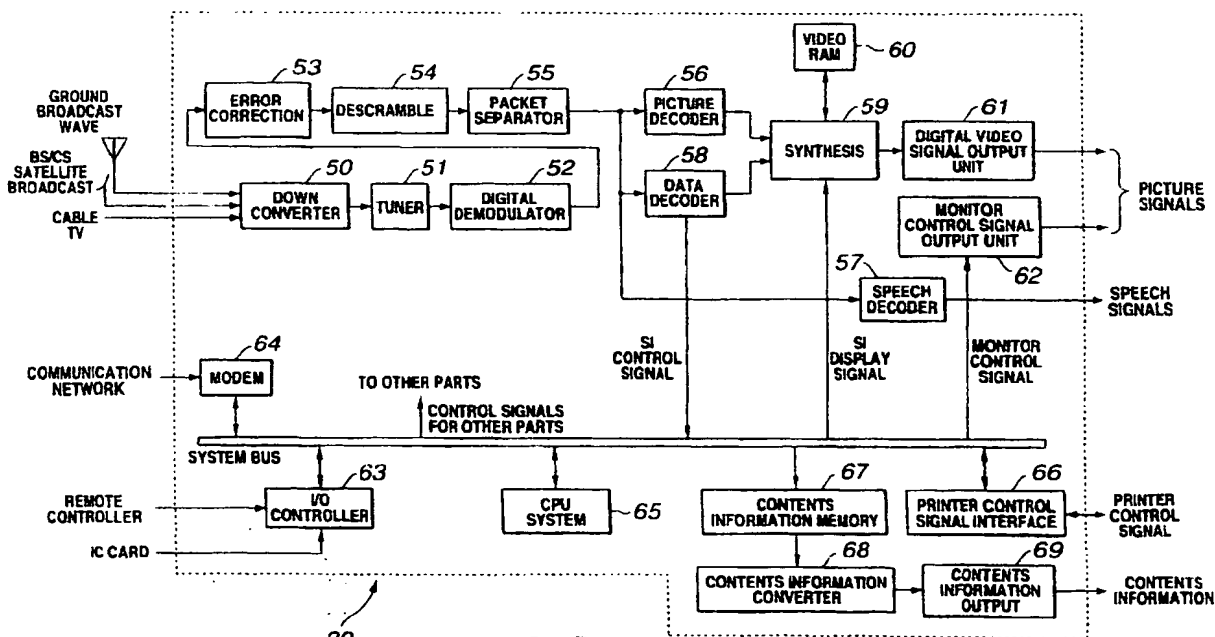 VIDEO
RAM
60
53
ERROR
CORRECTION
54
DESCRAMBLE
55
PACKET
SEPARATOR
56
PICTURE
DECODER
59
SYNTHESIS
61
DIGITAL VIDEO
SIGNAL OUTPUT
UNIT
GROUND
BROADCAST
WAVE
BS/CS
SATELLITE
BROADCAST
CABLE
TV
50
DOWN
CONVERTER
51
TUNER
52
DIGITAL
DEMODULATOR
58
DATA
DECODER
MONITOR
CONTROL SIGNAL
OUTPUT UNIT
62
PICTURE
SIGNALS
57
SPEECH
DECODER
SPEECH
SIGNALS
64
MODEM
COMMUNICATION
NETWORK
TO OTHER PARTS
CONTROL SIGNALS
FOR OTHER PARTS
SI
CONTROL
SIGNAL
SI
DISPLAY
SIGNAL
MONITOR
CONTROL
SIGNAL
SYSTEM BUS
63
I/O
CONTROLLER
REMOTE
CONTROLLER
IC CARD
CPU
SYSTEM
65
67
CONTENTS
INFORMATION MEMORY
66
PRINTER CONTROL
SIGNAL INTERFACE
PRINTER
CONTROL
SIGNAL
68
CONTENTS INFORMATION
CONVERTER
69
CONTENTS
INFORMATION
OUTPUT
CONTENTS
INFORMATION